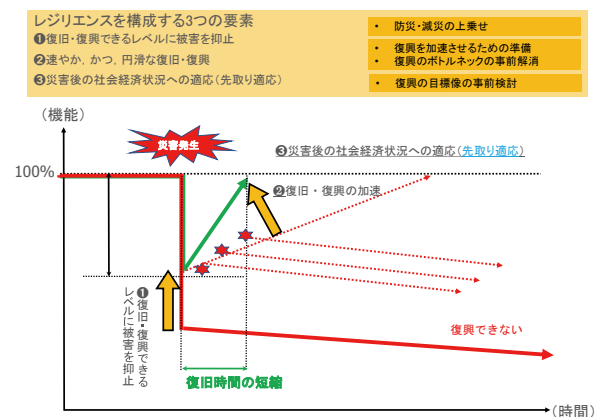 レジリエンスを構成する3つの要素
❶復旧・復興できるレベルに被害を抑止
❷速やか, かつ, 円滑な復旧・復興
❸災害後の社会経済状況への適応(先取り適応)
• 防災・減災の上乗せ
• 復興を加速させるための準備
• 復興のボトルネックの事前解消
• 復興の目標像の事前検討
(機能)
災害発生
❸災害後の社会経済状況への適応(先取り適応)
100%
❷復旧・復興の加速
❶復旧・復興できる
レベルに被害を抑止
復興できない
復旧時間の短縮
(時間)